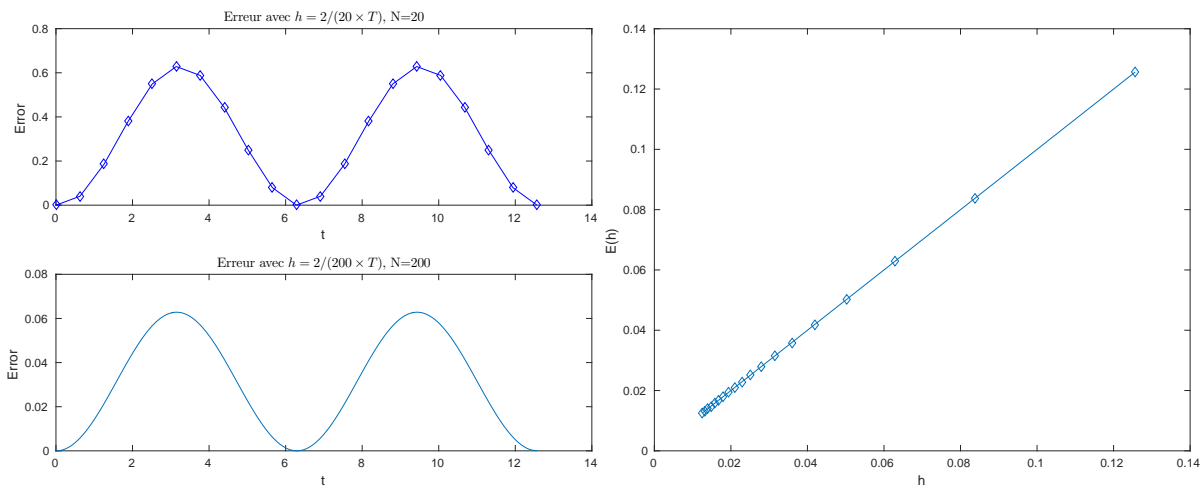 Erreur avec h = 2/(20 × T), N=20
0.8
0.6
0.4
0.2
0
Error
0 2 4 6 8 10 12 14
t
Erreur avec h = 2/(200 × T), N=200
0.08
0.06
0.04
0.02
0
Error
0 2 4 6 8 10 12 14
t
0.14
0.12
0.1
0.08
0.06
0.04
0.02
0
E(h)
0 0.02 0.04 0.06 0.08 0.1 0.12 0.14
h